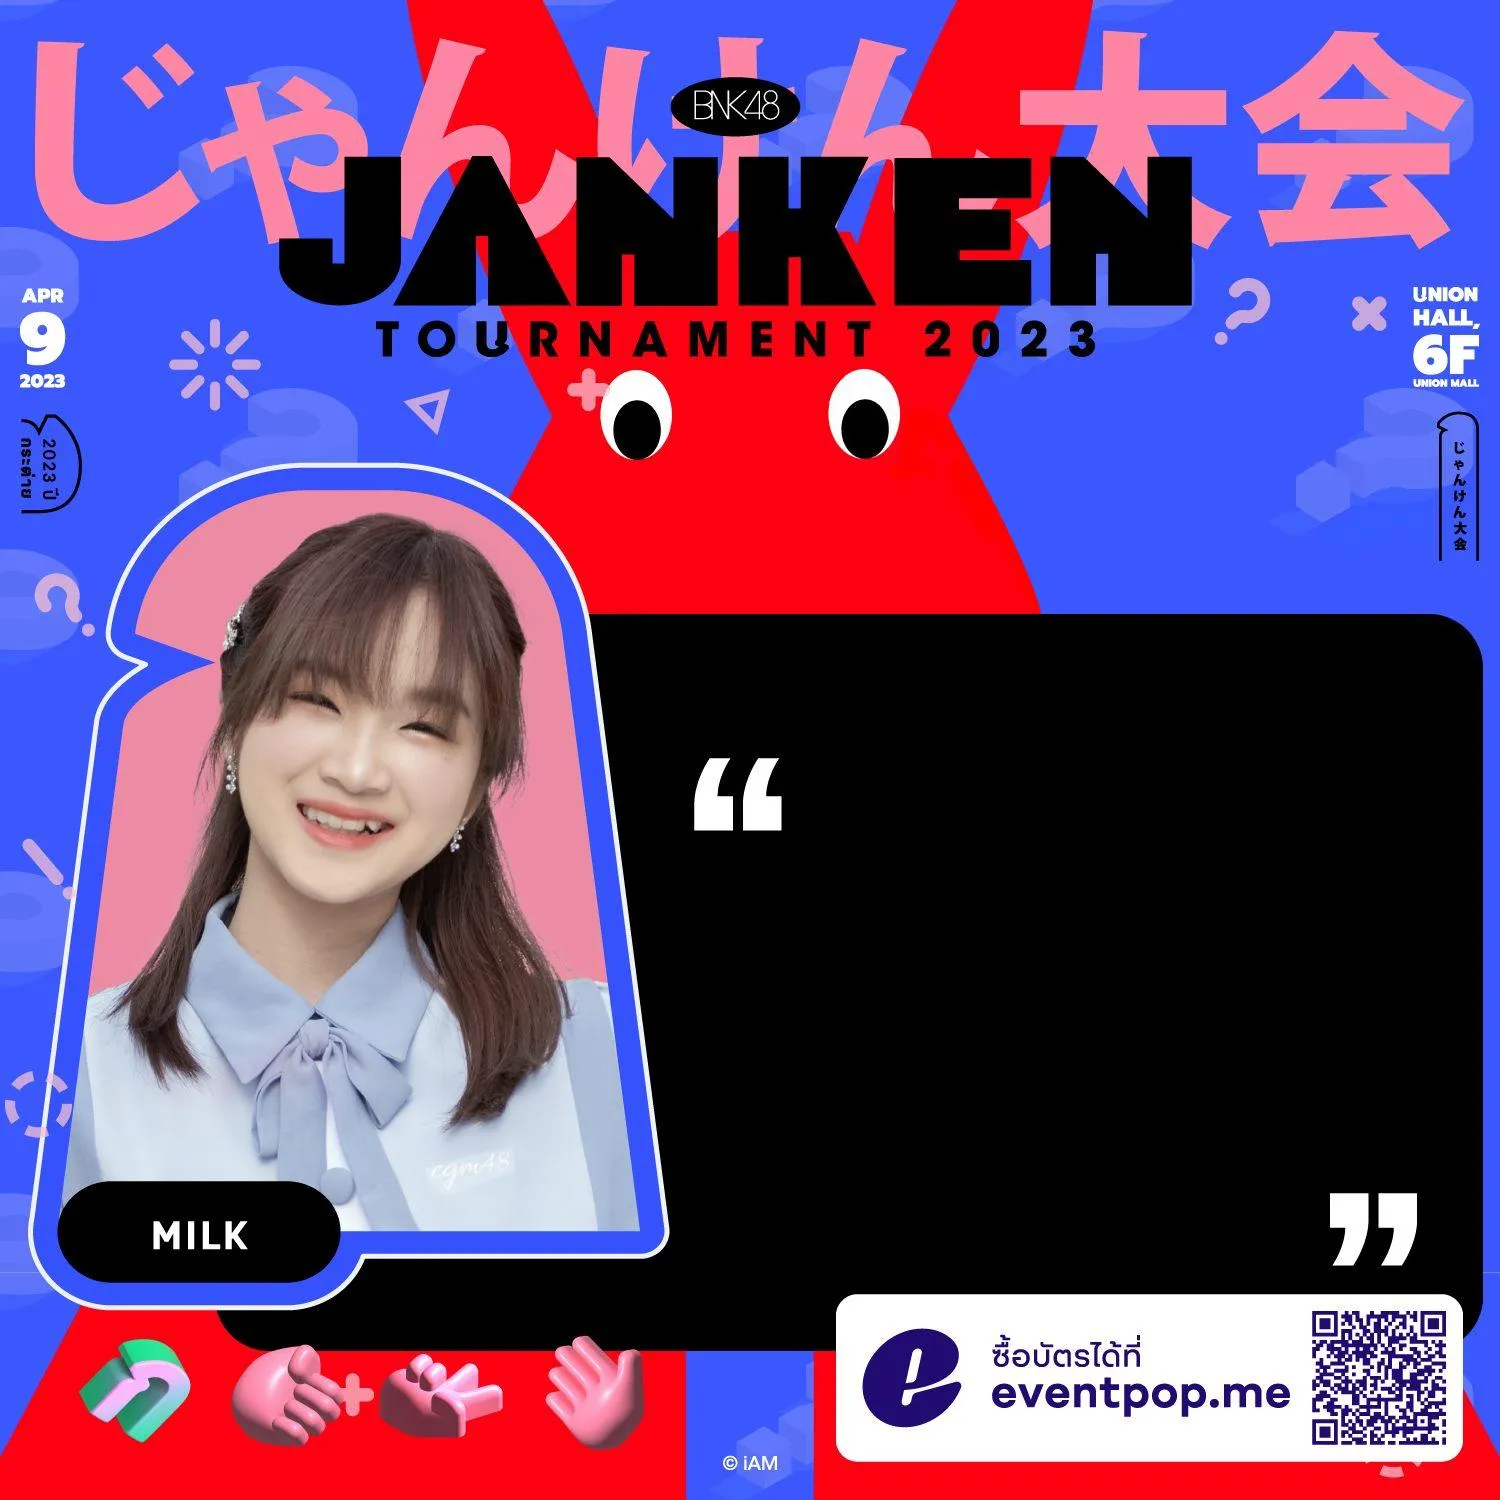 じゃんけん大会
BNK48
JANKEN
TOURNAMENT 2023
APR
9
2023
2023 ปี
กระต่าย
UNION
HALL,
6F
UNION MALL
じゃんけん大会
“
cgm48
MILK
”
ซื้อบัตรได้ที่
eventpop.me
© iAM